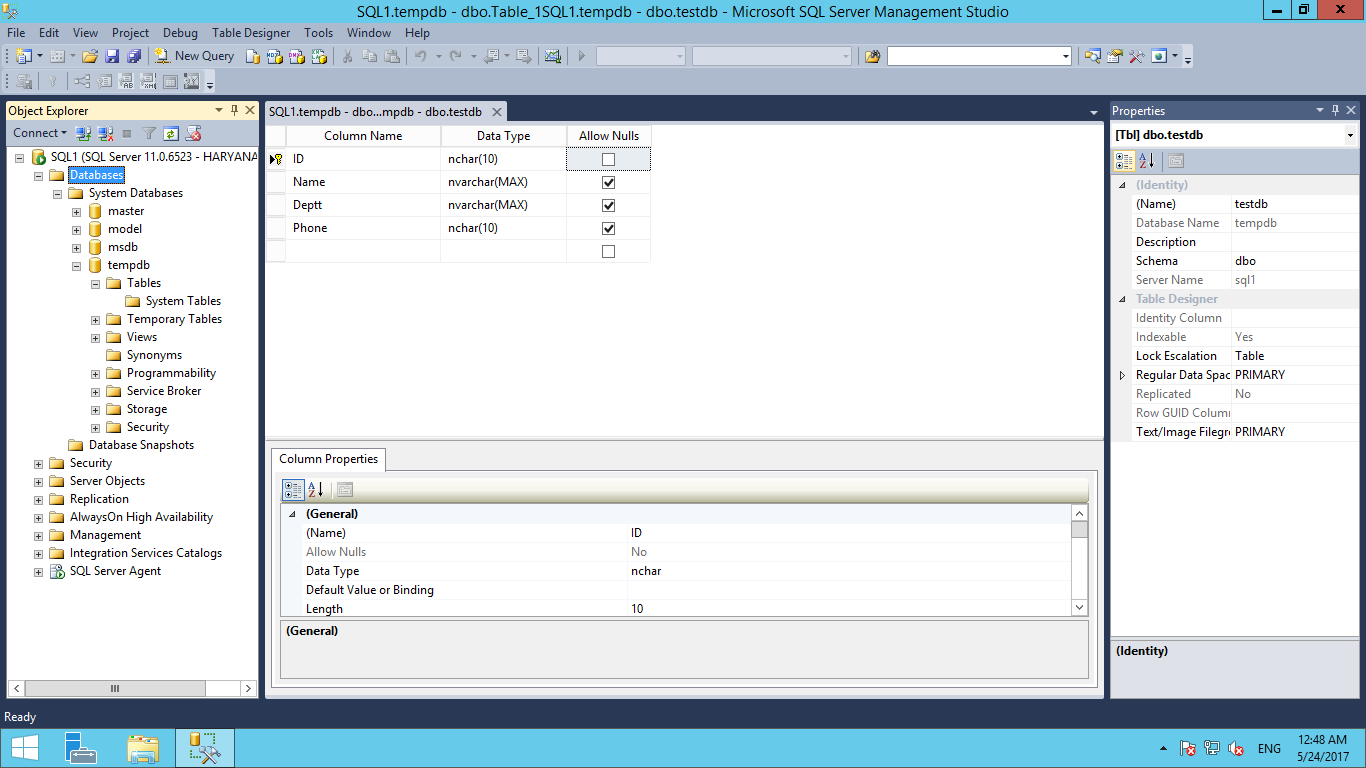 SQL1.tempdb - dbo.Table_1SQL1.tempdb - dbo.testdb - Microsoft SQL Server Management Studio
File Edit View Project Debug Table Designer Tools Window Help
New Query
Object Explorer
Connect
SQL1 (SQL Server 11.0.6523 - HARYANA
Databases
System Databases
master
model
msdb
tempdb
Tables
System Tables
Temporary Tables
Views
Synonyms
Programmability
Service Broker
Storage
Security
Database Snapshots
Security
Server Objects
Replication
AlwaysOn High Availability
Management
Integration Services Catalogs
SQL Server Agent
SQL1.tempdb - dbo...mpdb - dbo.testdb
Column Name Data Type Allow Nulls
ID nchar(10)
Name nvarchar(MAX)
Deptt nvarchar(MAX)
Phone nchar(10)
Column Properties
(General)
(Name) ID
Allow Nulls No
Data Type nchar
Default Value or Binding
Length 10
(General)
Properties
[Tbl] dbo.testdb
(Identity)
(Name) testdb
Database Name tempdb
Description
Schema dbo
Server Name sql1
Table Designer
Identity Column
Indexable Yes
Lock Escalation Table
Regular Data Spac PRIMARY
Replicated No
Row GUID Column
Text/Image Filegr PRIMARY
(Identity)
Ready
ENG
12:48 AM
5/24/2017